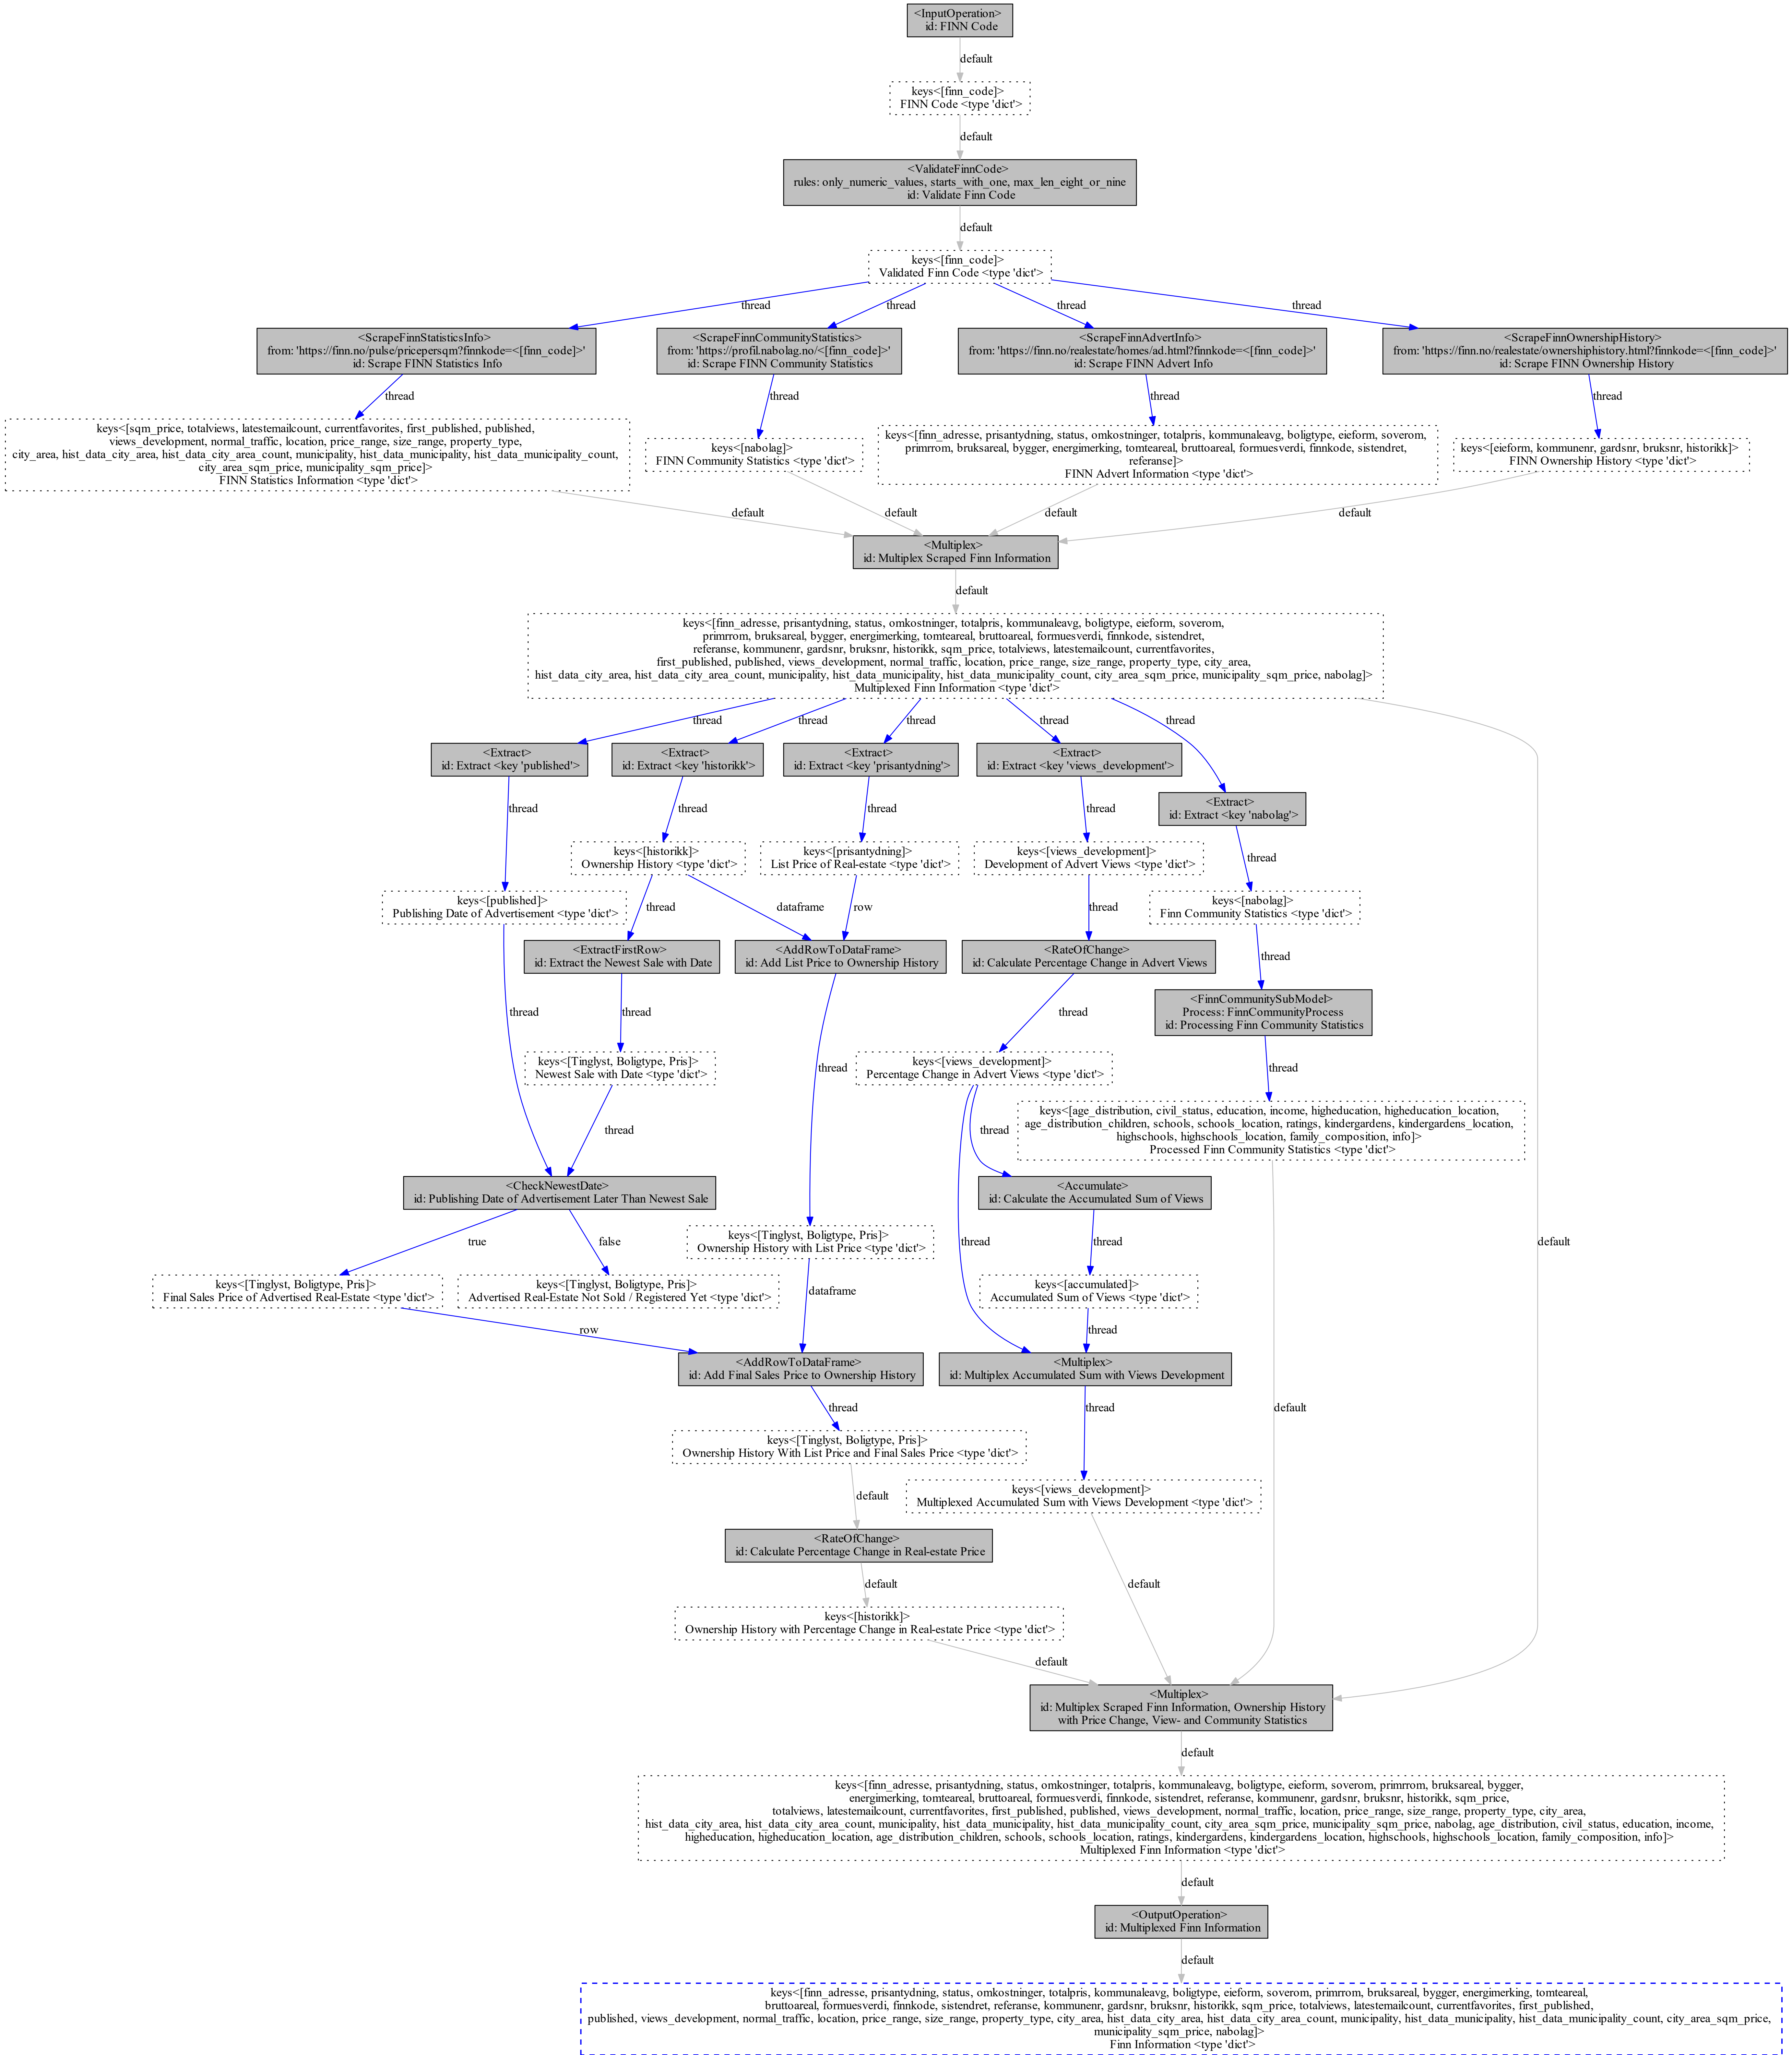 <InputOperation>
id: FINN Code
default
keys<[finn_code]>
FINN Code <type 'dict'>
default
<ValidateFinnCode>
rules: only_numeric_values, starts_with_one, max_len_eight_or_nine
id: Validate Finn Code
default
keys<[finn_code]>
Validated Finn Code <type 'dict'>
thread
thread
thread
thread
<ScrapeFinnStatisticsInfo>
from: 'https://finn.no/pulse/pricepersqm?finnkode=<[finn_code]>'
id: Scrape FINN Statistics Info
<ScrapeFinnCommunityStatistics>
from: 'https://profil.nabolag.no/<[finn_code]>'
id: Scrape FINN Community Statistics
<ScrapeFinnAdvertInfo>
from: 'https://finn.no/realestate/homes/ad.html?finnkode=<[finn_code]>'
id: Scrape FINN Advert Info
<ScrapeFinnOwnershipHistory>
from: 'https://finn.no/realestate/ownershiphistory.html?finnkode=<[finn_code]>'
id: Scrape FINN Ownership History
thread
thread
thread
thread
keys<[sqm_price, totalviews, latestemailcount, currentfavorites, first_published, published,
views_development, normal_traffic, location, price_range, size_range, property_type,
city_area, hist_data_city_area, hist_data_city_area_count, municipality, hist_data_municipality, hist_data_municipality_count,
city_area_sqm_price, municipality_sqm_price]>
FINN Statistics Information <type 'dict'>
keys<[nabolag]>
FINN Community Statistics <type 'dict'>
keys<[finn_adresse, prisantydning, status, omkostninger, totalpris, kommunaleavg, boligtype, eieform, soverom,
primrrom, bruksareal, bygger, energimerking, tomteareal, bruttoareal, formuesverdi, finnkode, sistendret,
referanse]>
FINN Advert Information <type 'dict'>
keys<[eieform, kommunenr, gardsnr, bruksnr, historikk]>
FINN Ownership History <type 'dict'>
default
default
default
default
<Multiplex>
id: Multiplex Scraped Finn Information
default
keys<[finn_adresse, prisantydning, status, omkostninger, totalpris, kommunaleavg, boligtype, eieform, soverom,
primrrom, bruksareal, bygger, energimerking, tomteareal, bruttoareal, formuesverdi, finnkode, sistendret,
referanse, kommunenr, gardsnr, bruksnr, historikk, sqm_price, totalviews, latestemailcount, currentfavorites,
first_published, published, views_development, normal_traffic, location, price_range, size_range, property_type, city_area,
hist_data_city_area, hist_data_city_area_count, municipality, hist_data_municipality, hist_data_municipality_count, city_area_sqm_price, municipality_sqm_price, nabolag]>
Multiplexed Finn Information <type 'dict'>
thread
thread
thread
thread
thread
<Extract>
id: Extract <key 'published'>
<Extract>
id: Extract <key 'historikk'>
<Extract>
id: Extract <key 'prisantydning'>
<Extract>
id: Extract <key 'views_development'>
<Extract>
id: Extract <key 'nabolag'>
thread
thread
thread
thread
keys<[historikk]>
Ownership History <type 'dict'>
keys<[prisantydning]>
List Price of Real-estate <type 'dict'>
keys<[views_development]>
Development of Advert Views <type 'dict'>
thread
keys<[published]>
Publishing Date of Advertisement <type 'dict'>
thread
dataframe
row
thread
keys<[nabolag]>
Finn Community Statistics <type 'dict'>
<ExtractFirstRow>
id: Extract the Newest Sale with Date
<AddRowToDataFrame>
id: Add List Price to Ownership History
<RateOfChange>
id: Calculate Percentage Change in Advert Views
thread
thread
thread
thread
<FinnCommunitySubModel>
Process: FinnCommunityProcess
id: Processing Finn Community Statistics
keys<[Tinglyst, Boligtype, Pris]>
Newest Sale with Date <type 'dict'>
thread
keys<[views_development]>
Percentage Change in Advert Views <type 'dict'>
thread
thread
thread
keys<[age_distribution, civil_status, education, income, higheducation, higheducation_location,
age_distribution_children, schools, schools_location, ratings, kindergardens, kindergardens_location,
highschools, highschools_location, family_composition, info]>
Processed Finn Community Statistics <type 'dict'>
<CheckNewestDate>
id: Publishing Date of Advertisement Later Than Newest Sale
<Accumulate>
id: Calculate the Accumulated Sum of Views
true
false
keys<[Tinglyst, Boligtype, Pris]>
Ownership History with List Price <type 'dict'>
thread
thread
default
keys<[Tinglyst, Boligtype, Pris]>
Final Sales Price of Advertised Real-Estate <type 'dict'>
keys<[Tinglyst, Boligtype, Pris]>
Advertised Real-Estate Not Sold / Registered Yet <type 'dict'>
dataframe
keys<[accumulated]>
Accumulated Sum of Views <type 'dict'>
row
thread
<AddRowToDataFrame>
id: Add Final Sales Price to Ownership History
<Multiplex>
id: Multiplex Accumulated Sum with Views Development
thread
thread
default
keys<[Tinglyst, Boligtype, Pris]>
Ownership History With List Price and Final Sales Price <type 'dict'>
default
keys<[views_development]>
Multiplexed Accumulated Sum with Views Development <type 'dict'>
<RateOfChange>
id: Calculate Percentage Change in Real-estate Price
default
default
keys<[historikk]>
Ownership History with Percentage Change in Real-estate Price <type 'dict'>
default
<Multiplex>
id: Multiplex Scraped Finn Information, Ownership History
with Price Change, View- and Community Statistics
default
keys<[finn_adresse, prisantydning, status, omkostninger, totalpris, kommunaleavg, boligtype, eieform, soverom, primrrom, bruksareal, bygger,
energimerking, tomteareal, bruttoareal, formuesverdi, finnkode, sistendret, referanse, kommunenr, gardsnr, bruksnr, historikk, sqm_price,
totalviews, latestemailcount, currentfavorites, first_published, published, views_development, normal_traffic, location, price_range, size_range, property_type, city_area,
hist_data_city_area, hist_data_city_area_count, municipality, hist_data_municipality, hist_data_municipality_count, city_area_sqm_price, municipality_sqm_price, nabolag, age_distribution, civil_status, education, income,
higheducation, higheducation_location, age_distribution_children, schools, schools_location, ratings, kindergardens, kindergardens_location, highschools, highschools_location, family_composition, info]>
Multiplexed Finn Information <type 'dict'>
default
<OutputOperation>
id: Multiplexed Finn Information
default
keys<[finn_adresse, prisantydning, status, omkostninger, totalpris, kommunaleavg, boligtype, eieform, soverom, primrrom, bruksareal, bygger, energimerking, tomteareal,
bruttoareal, formuesverdi, finnkode, sistendret, referanse, kommunenr, gardsnr, bruksnr, historikk, sqm_price, totalviews, latestemailcount, currentfavorites, first_published,
published, views_development, normal_traffic, location, price_range, size_range, property_type, city_area, hist_data_city_area, hist_data_city_area_count, municipality, hist_data_municipality, hist_data_municipality_count, city_area_sqm_price,
municipality_sqm_price, nabolag]>
Finn Information <type 'dict'>